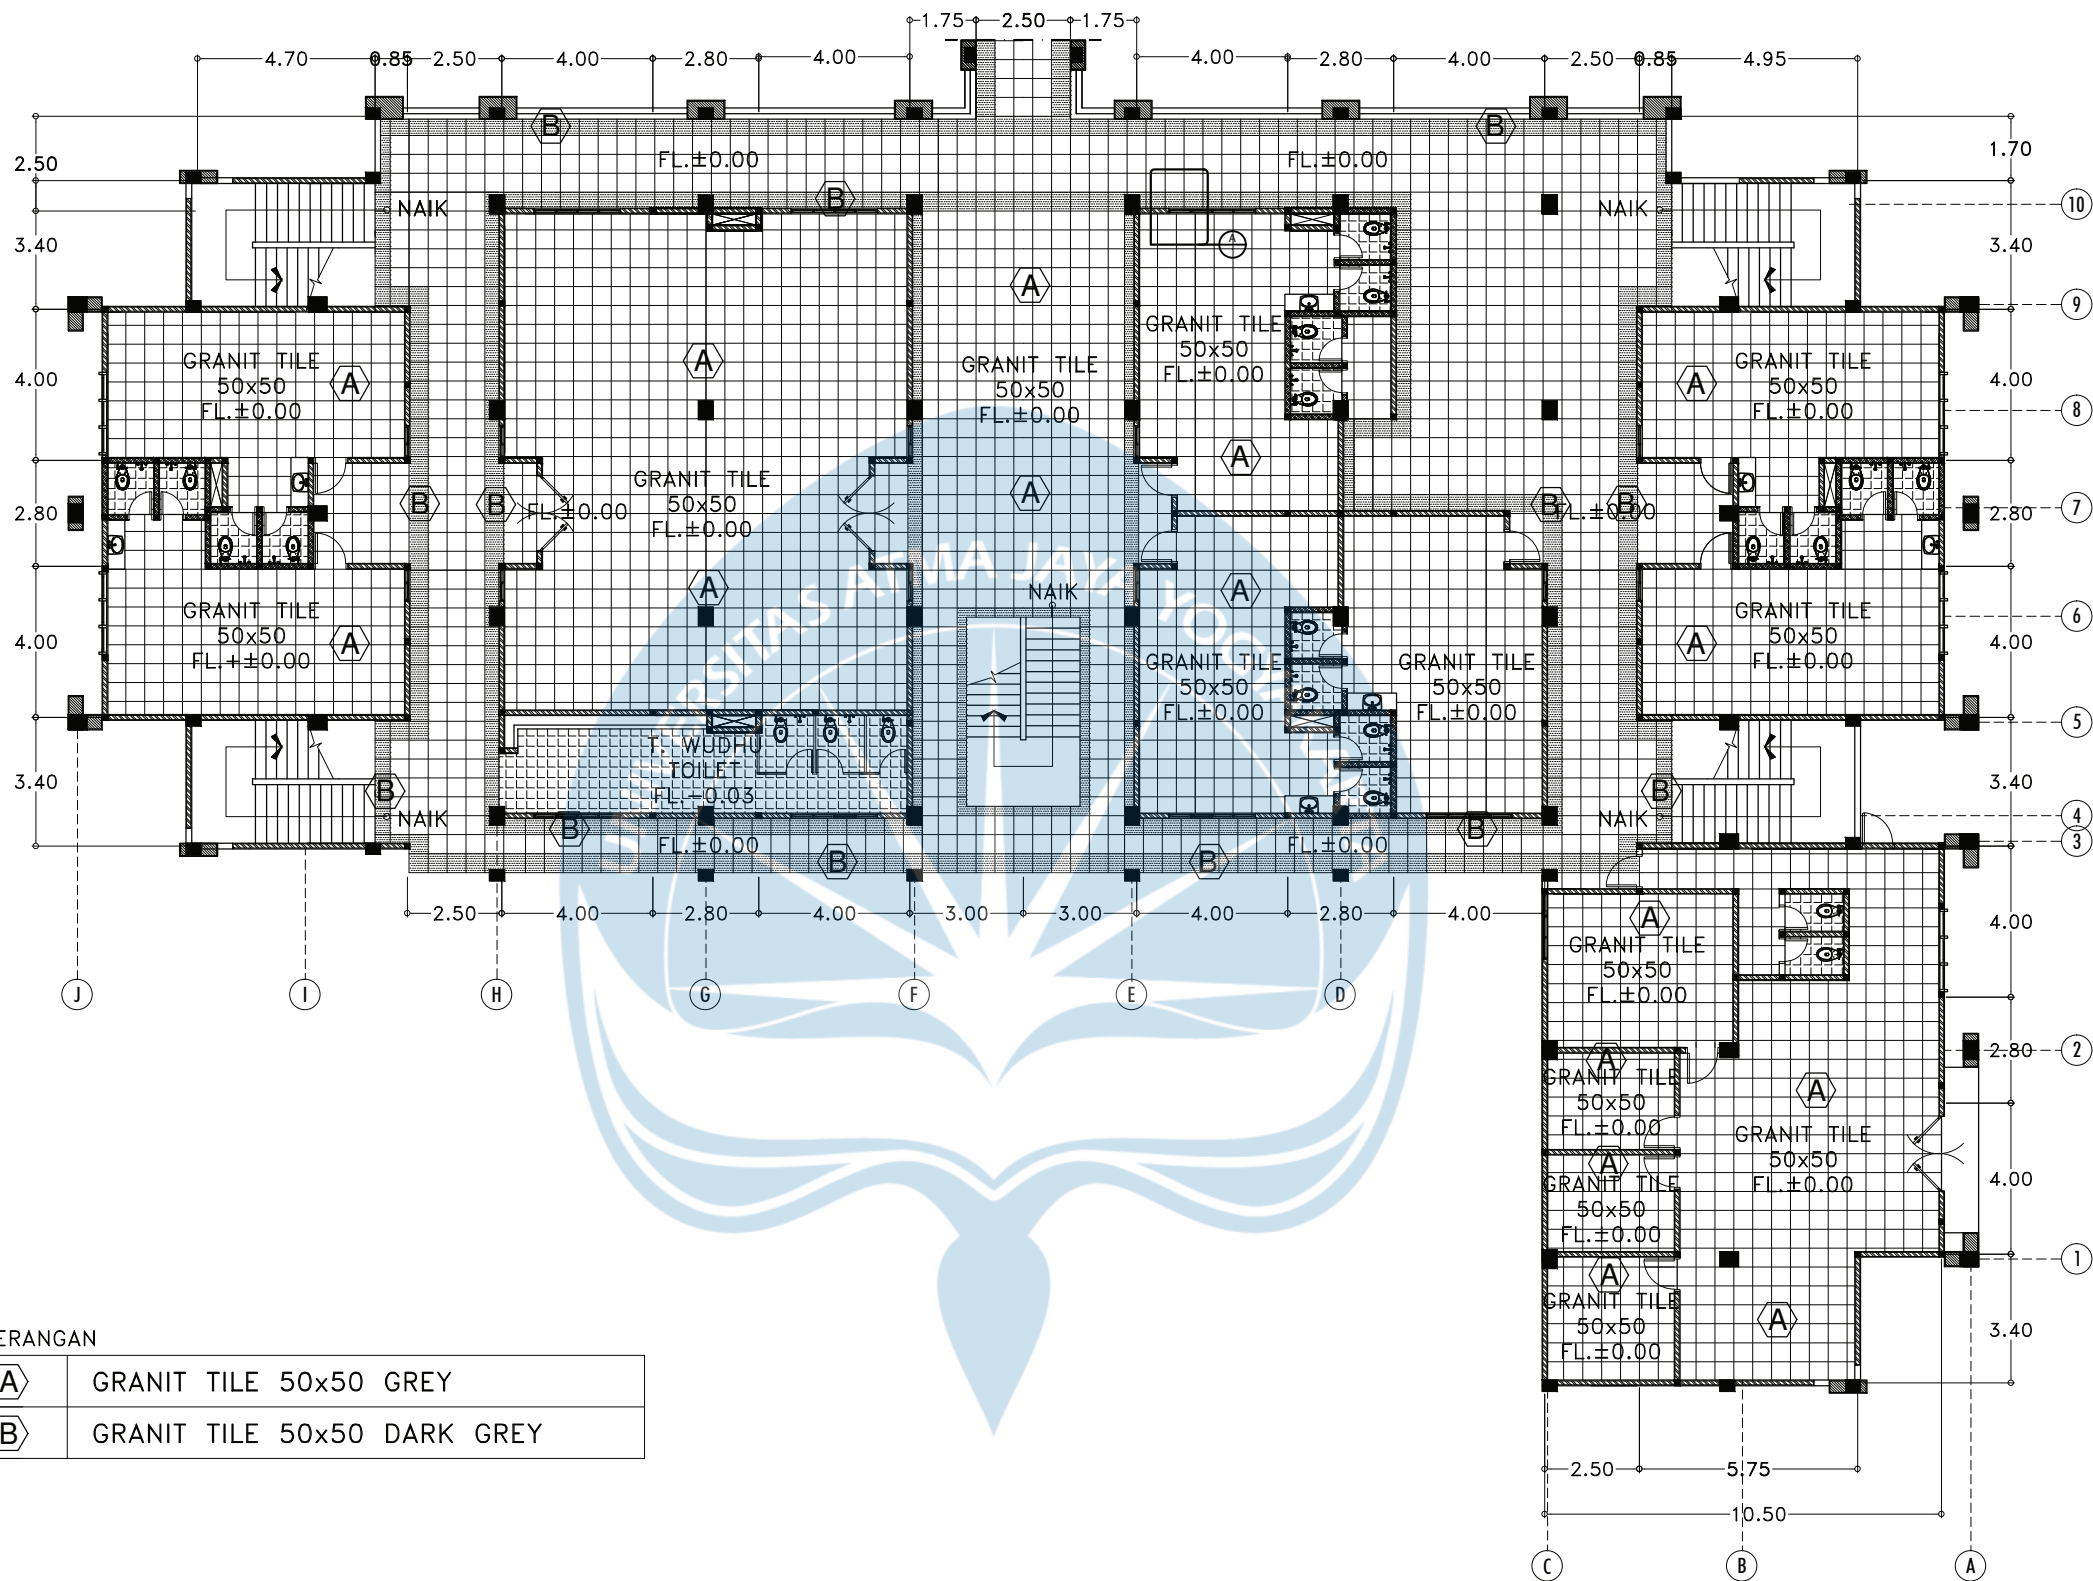 1.75 2.50 1.75
4.70 0.85 2.50 4.00 2.80 4.00 4.00 2.80 4.00 2.50 0.85 4.95
B B
2.50 FL.±0.00 FL.±0.00 1.70
B
NAIK NAIK 10
3.40 A 3.40
A 9
GRANIT TILE
50x50
FL.±0.00
A
4.00
A
GRANIT TILE
50x50
FL.±0.00
GRANIT TILE
50x50
FL.±0.00
A
GRANIT TILE
50x50
FL.±0.00
A
4.00
8
A
GRANIT TILE
50x50
FL.±0.00
A
B B FL.±0.00 B FL.±0.00 B
2.80 2.80 7
UNIVERSITAS ATMA JAYA YOGYAKARTA
A NAIK A
GRANIT TILE
50x50
FL.+±0.00
A
4.00
A
GRANIT TILE
50x50
FL.±0.00
4.00
6
GRANIT TILE
50x50
FL.±0.00
GRANIT TILE
50x50
FL.±0.00
5
T. WUDHU
TOILET
FL.-0.03
3.40 B B 3.40
NAIK B B NAIK 4
FL.±0.00 FL.±0.00 3
B B
2.50 4.00 2.80 4.00 3.00 3.00 4.00 2.80 4.00
A
GRANIT TILE
50x50
FL.±0.00
4.00
J I H G F E D
A 2.80 2
GRANIT TILE
50x50
FL.±0.00
A
A
GRANIT TILE
50x50
FL.±0.00
GRANIT TILE
50x50
FL.±0.00
4.00
1
A
GRANIT TILE
50x50
FL.±0.00
A
3.40
ERANGAN
A GRANIT TILE 50x50 GREY
B GRANIT TILE 50x50 DARK GREY
2.50 5.75
10.50
C B A